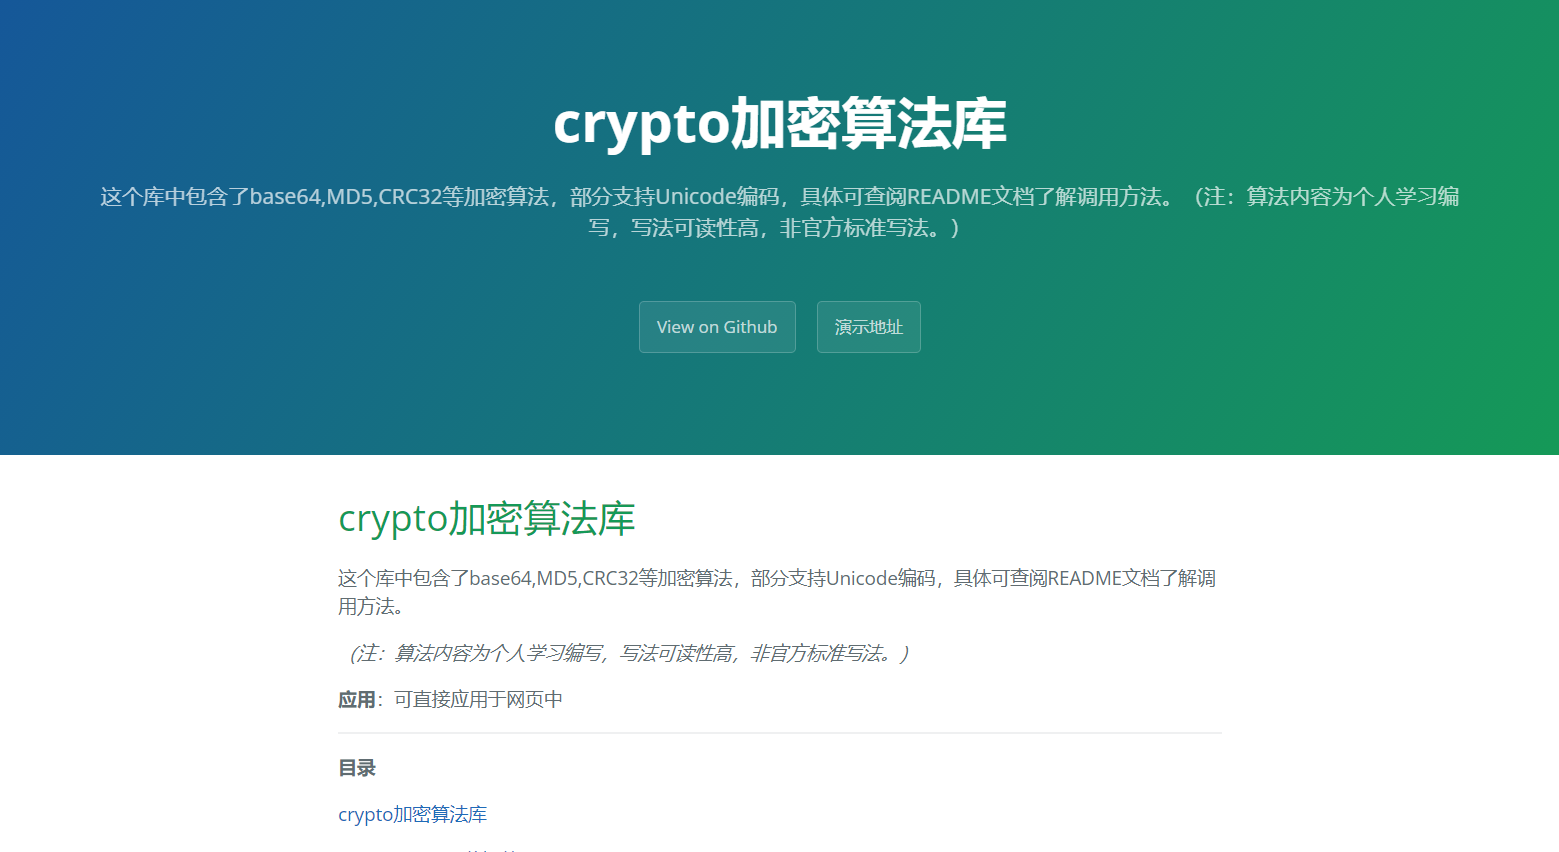 crypto加密算法库
这个库中包含了base64,MD5,CRC32等加密算法，部分支持Unicode编码，具体可查阅README文档了解调用方法。（注：算法内容为个人学习编
写，写法可读性高，非官方标准写法。）
View on Github
演示地址
crypto加密算法库
这个库中包含了base64,MD5,CRC32等加密算法，部分支持Unicode编码，具体可查阅README文档了解调
用方法。
（注：算法内容为个人学习编写，写法可读性高，非官方标准写法。）
应用：可直接应用于网页中
目录
crypto加密算法库